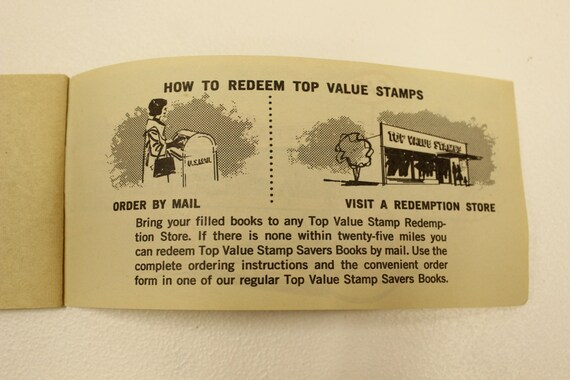 HOW TO REDEEM TOP VALUE STAMPS
U.S. MAIL
TOP VALUE STAMPS
ORDER BY MAIL
VISIT A REDEMPTION STORE
Bring your filled books to any Top Value Stamp Redemp-
tion Store. If there is none within twenty-five miles you
can redeem Top Value Stamp Savers Books by mail. Use the
complete ordering instructions and the convenient order
form in one of our regular Top Value Stamp Savers Books.